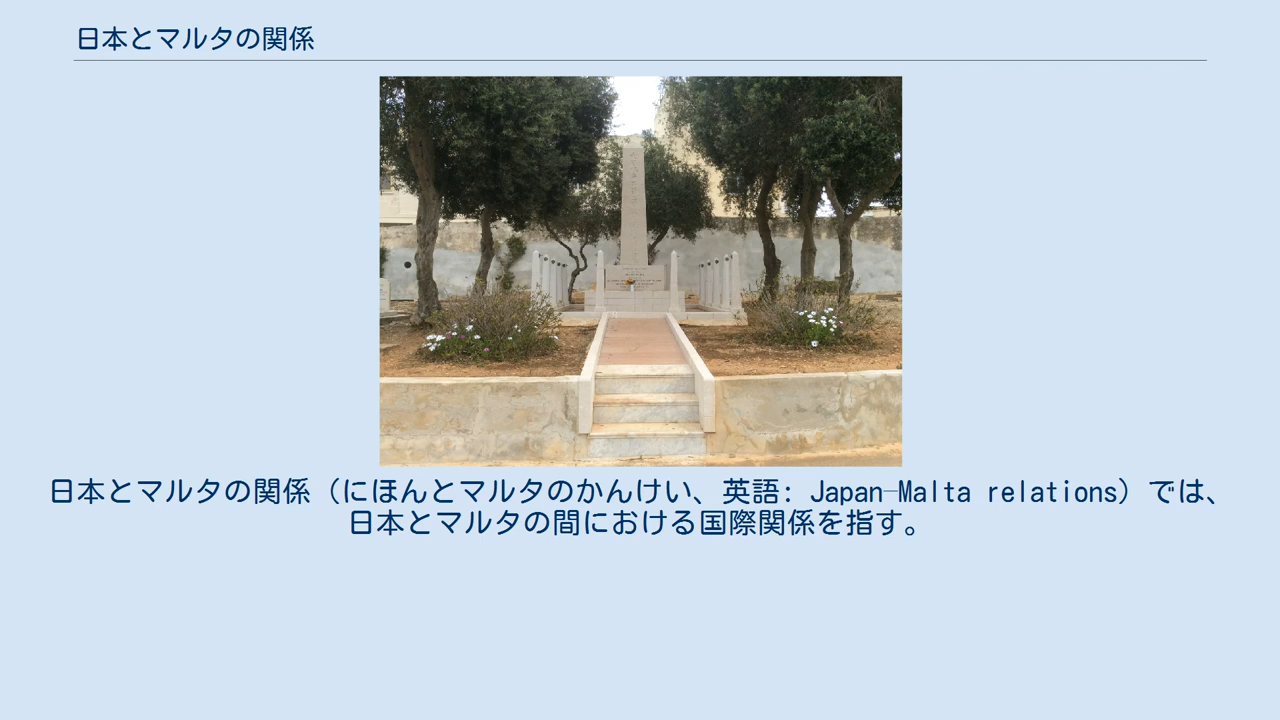 日本とマルタの関係
日本とマルタの関係（にほんとマルタのかんけい、英語: Japan–Malta relations）では、
日本とマルタの間における国際関係を指す。